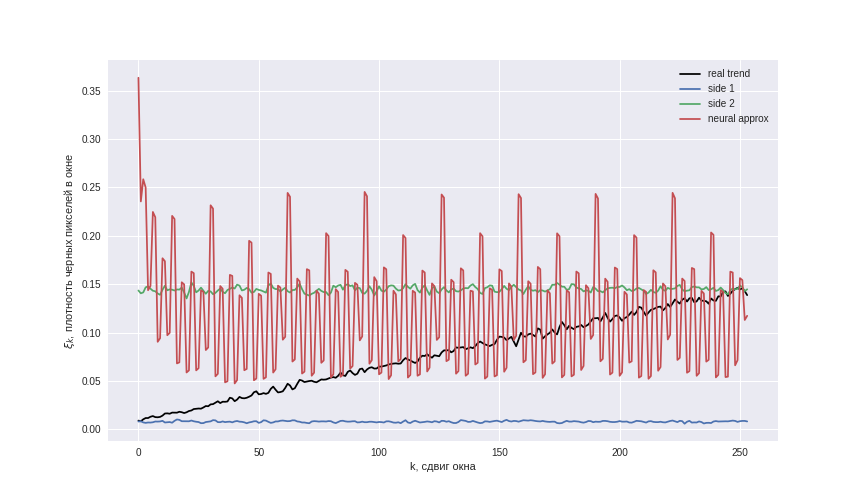 real trend
side 1
side 2
neural approx
0.35
0.30
0.25
0.20
0.15
0.10
0.05
0.00
ξk, плотность черных пикселей в окне
0 50 100 150 200 250
k, сдвиг окна